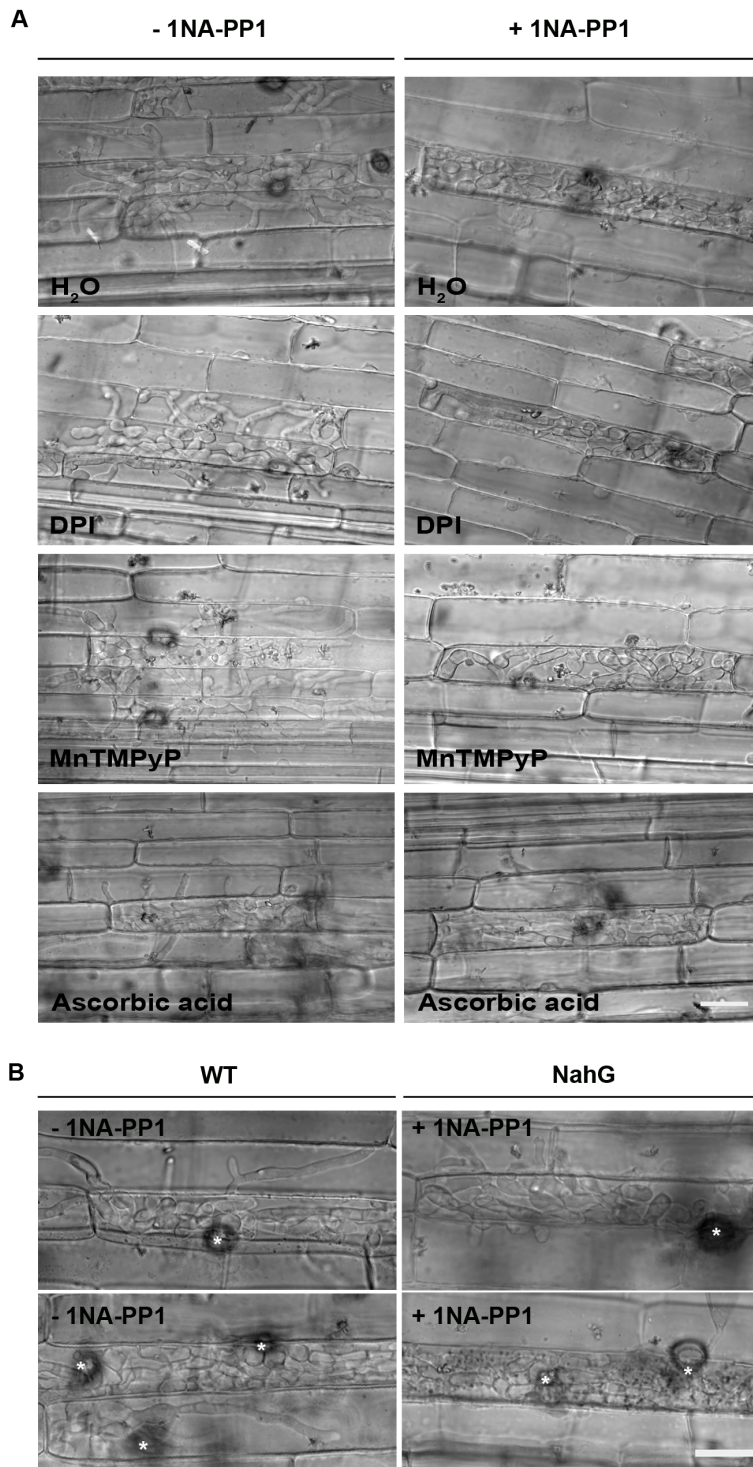 A
- 1NA-PP1 + 1NA-PP1
H₂O H₂O
DPI DPI
MnTMPyP MnTMPyP
Ascorbic acid Ascorbic acid
B
WT NahG
- 1NA-PP1 + 1NA-PP1
* *
- 1NA-PP1 + 1NA-PP1
* * * * *